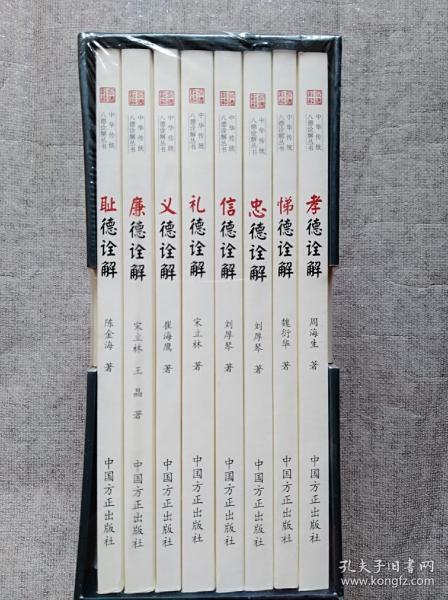 中华传统
八德诠解丛书
孝德诠解
周海生 著
中国方正出版社
中华传统
八德诠解丛书
悌德诠解
魏衍华 著
中国方正出版社
中华传统
八德诠解丛书
忠德诠解
刘厚琴 著
中国方正出版社
中华传统
八德诠解丛书
信德诠解
刘厚琴 著
中国方正出版社
中华传统
八德诠解丛书
礼德诠解
宋立林 著
中国方正出版社
中华传统
八德诠解丛书
义德诠解
崔海鹰 著
中国方正出版社
中华传统
八德诠解丛书
廉德诠解
宋立林 王晶 著
中国方正出版社
中华传统
八德诠解丛书
耻德诠解
陈金海 著
中国方正出版社
孔夫子旧书网
www.kongfz.com